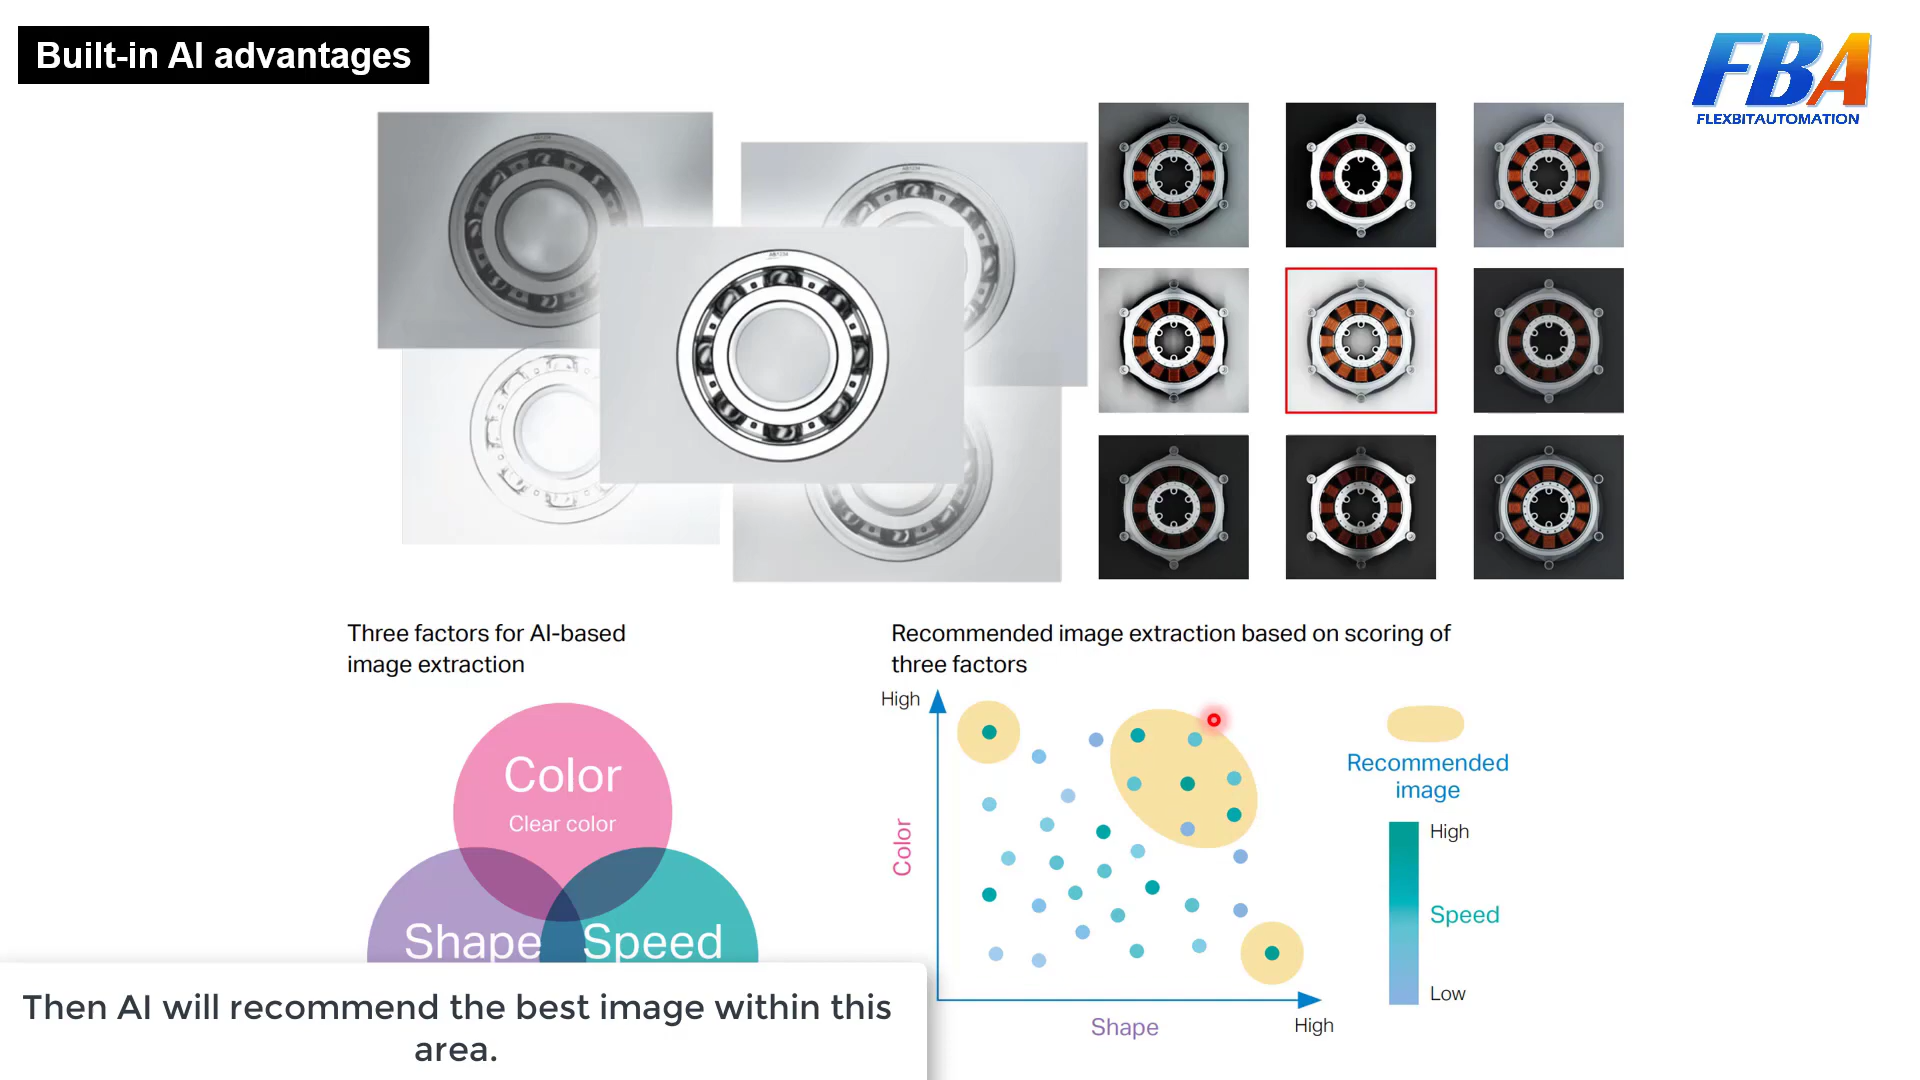 Built-in AI advantages
FBA
FLEXBITAUTOMATION
Three factors for AI-based
image extraction
Color
Clear color
Shape
Speed
Recommended image extraction based on scoring of
three factors
High
Color
Shape
High
Recommended
image
High
Speed
Low
Then AI will recommend the best image within this
area.